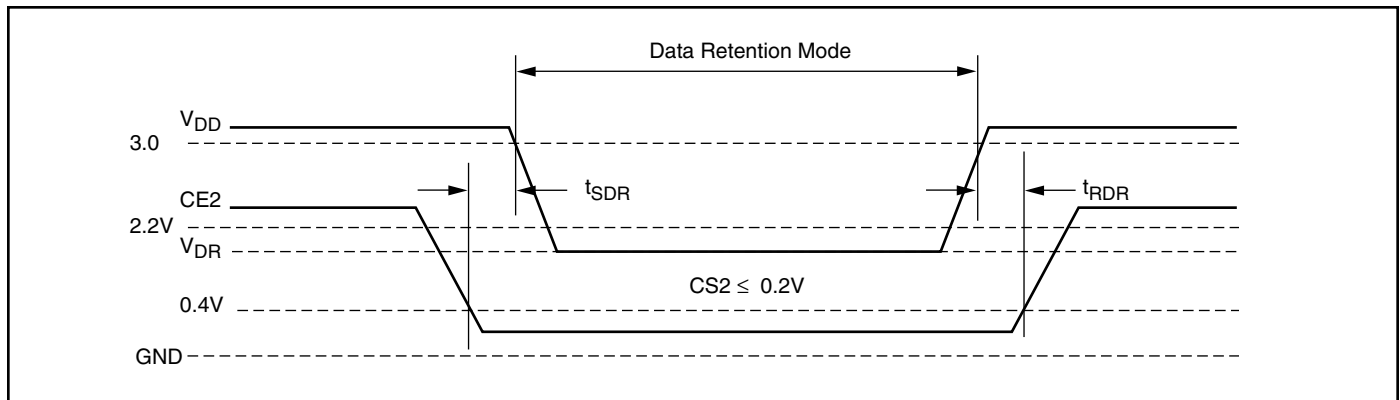 Data Retention Mode
VDD
3.0
tSDR
tRDR
CE2
2.2V
VDR
CS2 ≤ 0.2V
0.4V
GND